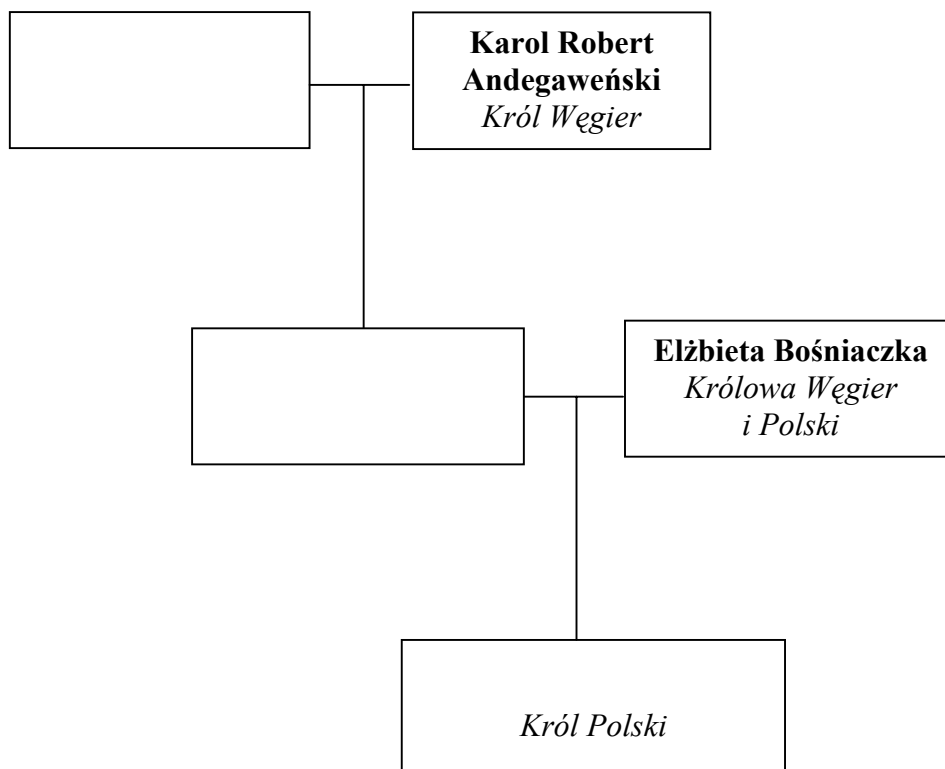 Karol Robert
Andegaweński
Król Węgier
Elżbieta Bośniaczka
Królowa Węgier
i Polski
Król Polski